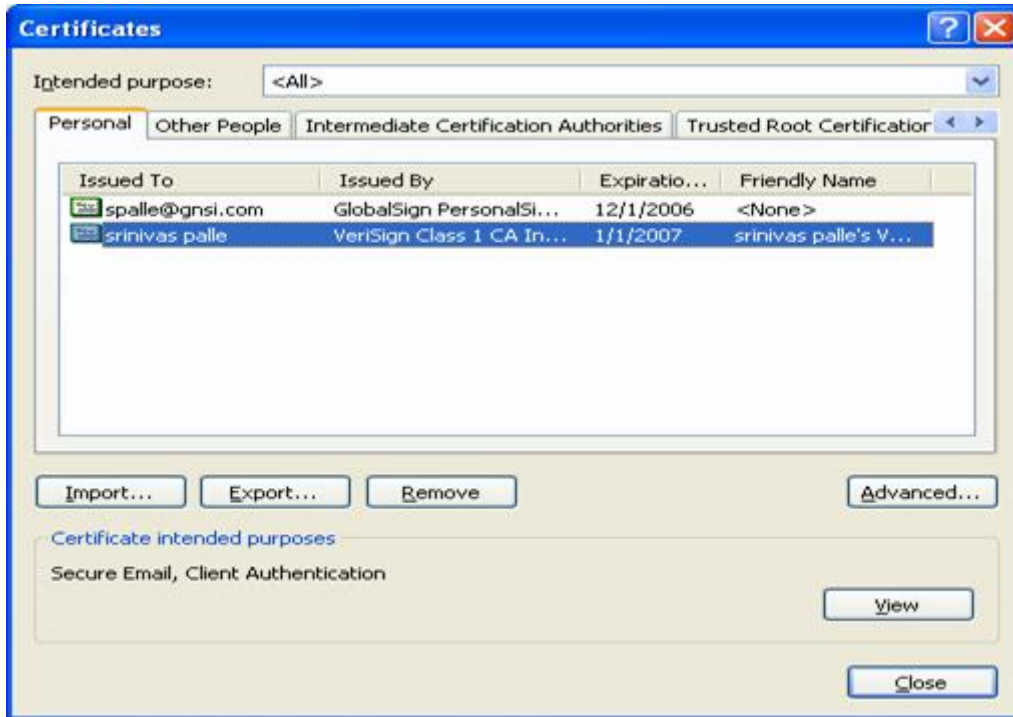 Certificates
Intended purpose: <All>
Personal Other People Intermediate Certification Authorities Trusted Root Certification
Issued To Issued By Expiratio... Friendly Name
spalle@gnsi.com GlobalSign PersonalSi... 12/1/2006 <None>
srinivas palle VeriSign Class 1 CA In... 1/1/2007 srinivas palle's V...
Import... Export... Remove Advanced...
Certificate intended purposes
Secure Email, Client Authentication
View
Close